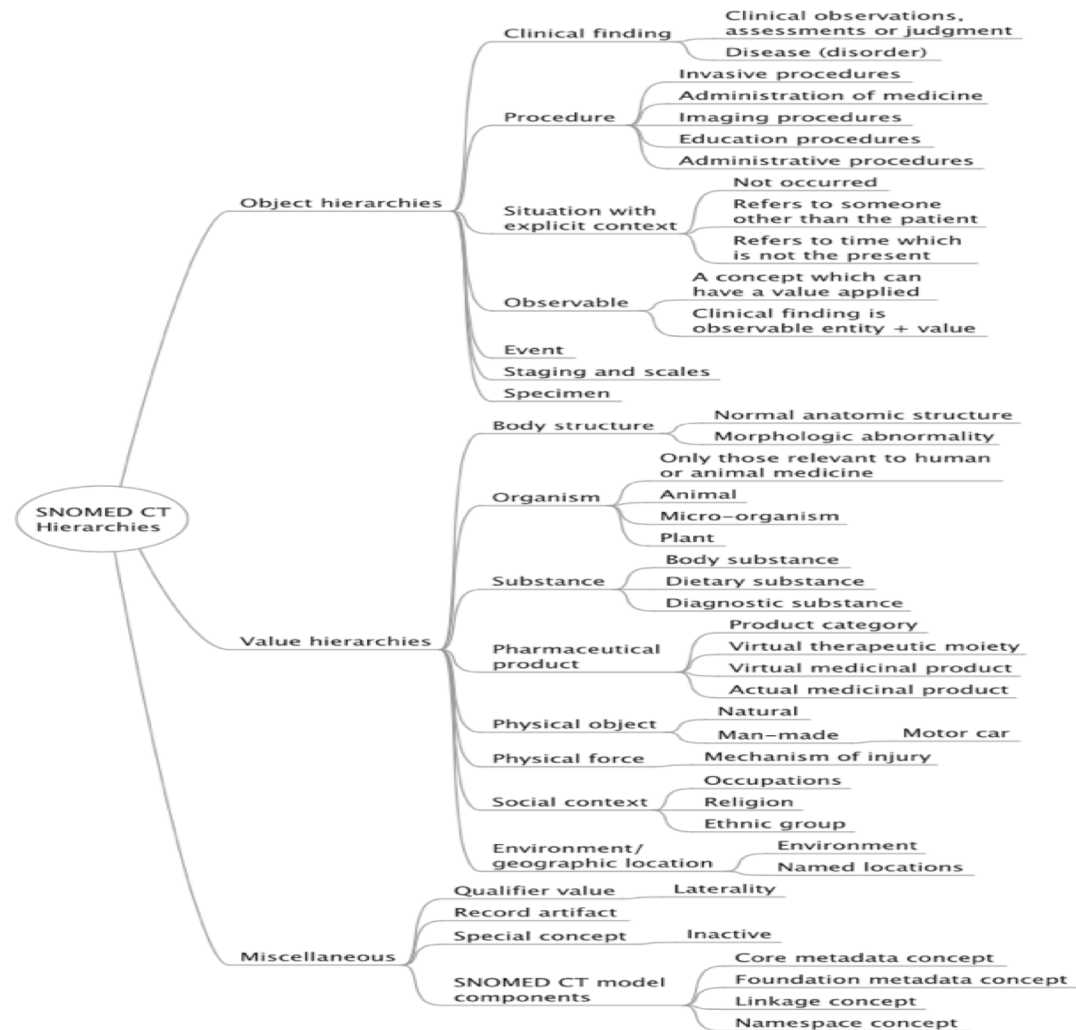 SNOMED CT
Hierarchies
Object hierarchies
Clinical finding
Clinical observations,
assessments or judgment
Disease (disorder)
Procedure
Invasive procedures
Administration of medicine
Imaging procedures
Education procedures
Administrative procedures
Situation with
explicit context
Not occurred
Refers to someone
other than the patient
Refers to time which
is not the present
Observable
A concept which can
have a value applied
Clinical finding is
observable entity + value
Event
Staging and scales
Specimen
Value hierarchies
Body structure
Normal anatomic structure
Morphologic abnormality
Organism
Only those relevant to human
or animal medicine
Animal
Micro-organism
Plant
Substance
Body substance
Dietary substance
Diagnostic substance
Pharmaceutical
product
Product category
Virtual therapeutic moiety
Virtual medicinal product
Actual medicinal product
Physical object
Natural
Man-made
Motor car
Physical force
Mechanism of injury
Social context
Occupations
Religion
Ethnic group
Environment/
geographic location
Environment
Named locations
Miscellaneous
Qualifier value
Laterality
Record artifact
Special concept
Inactive
SNOMED CT model
components
Core metadata concept
Foundation metadata concept
Linkage concept
Namespace concept